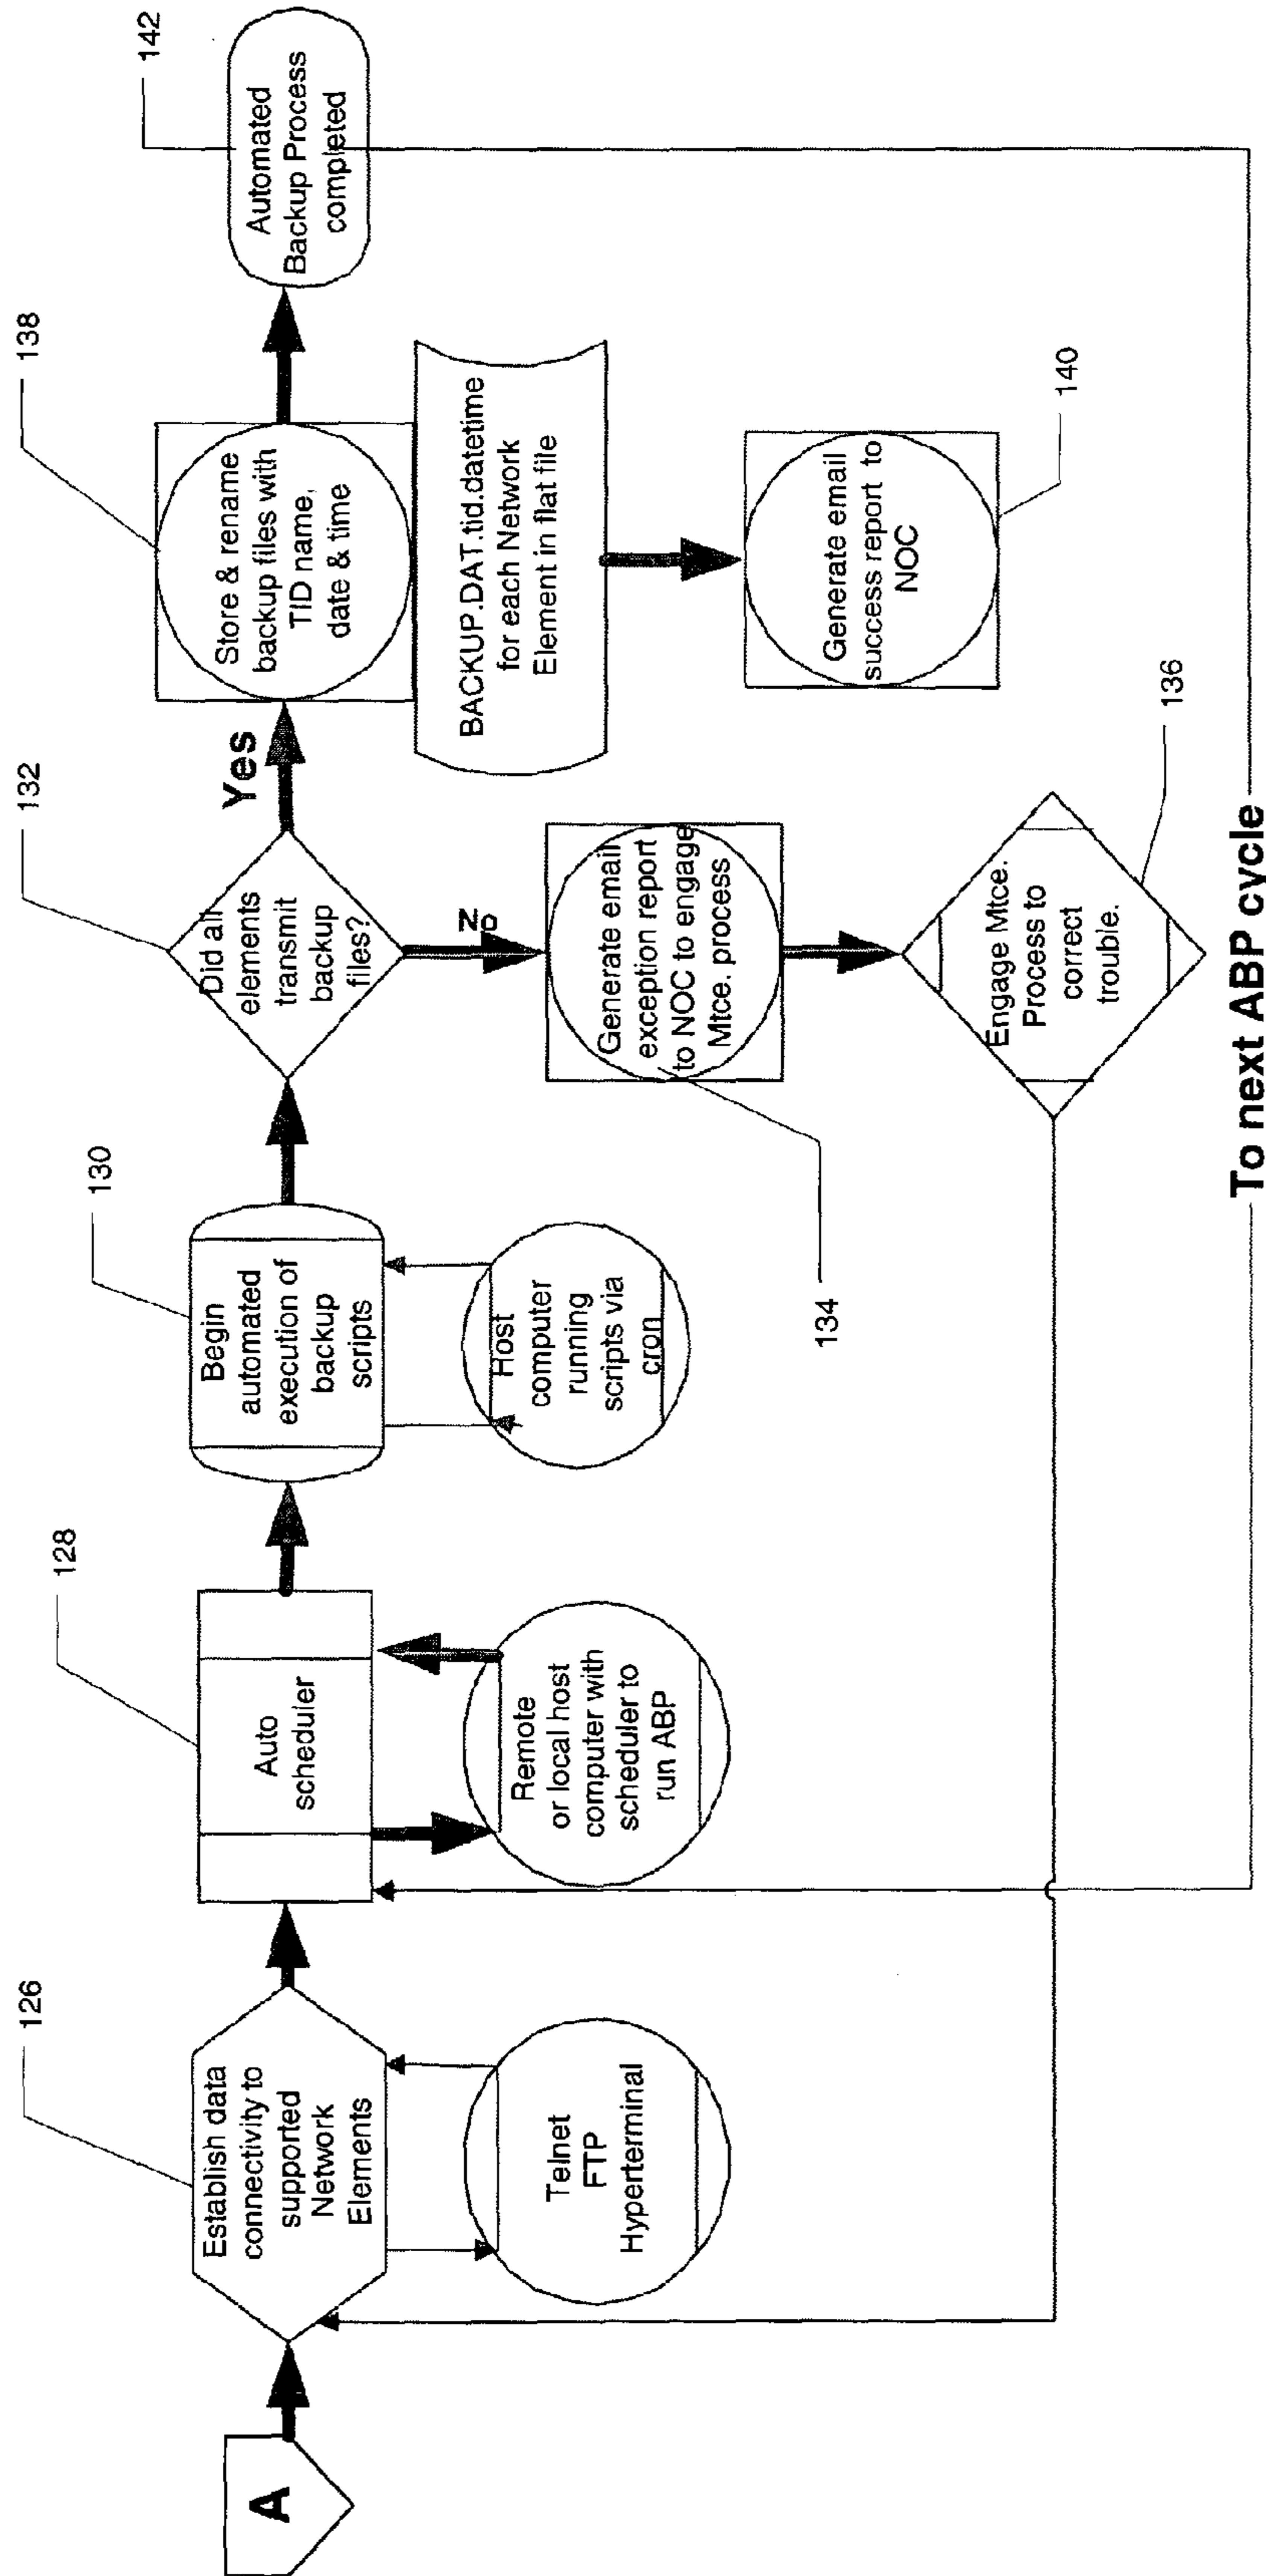 A
126
Establish data
connectivity to
supported
Network
Elements
Telnet
FTP
Hyperterminal
128
Auto
scheduler
Remote
or local host
computer with
scheduler to
run ABP
130
Begin
automated
execution of
backup
scripts
Host
computer
running
scripts via
cron
132
Did all
elements
transmit
backup
files?
Yes
No
Generate email
exception report
to NOC to engage
Mtce. process
134
Engage Mtce.
Process to
correct
trouble.
136
138
Store & rename
backup files with
TID name,
date & time
BACKUP.DAT.tid.datetime
for each Network
Element in flat file
Generate email
success report to
NOC
140
142
Automated
Backup Process
completed
To next ABP cycle